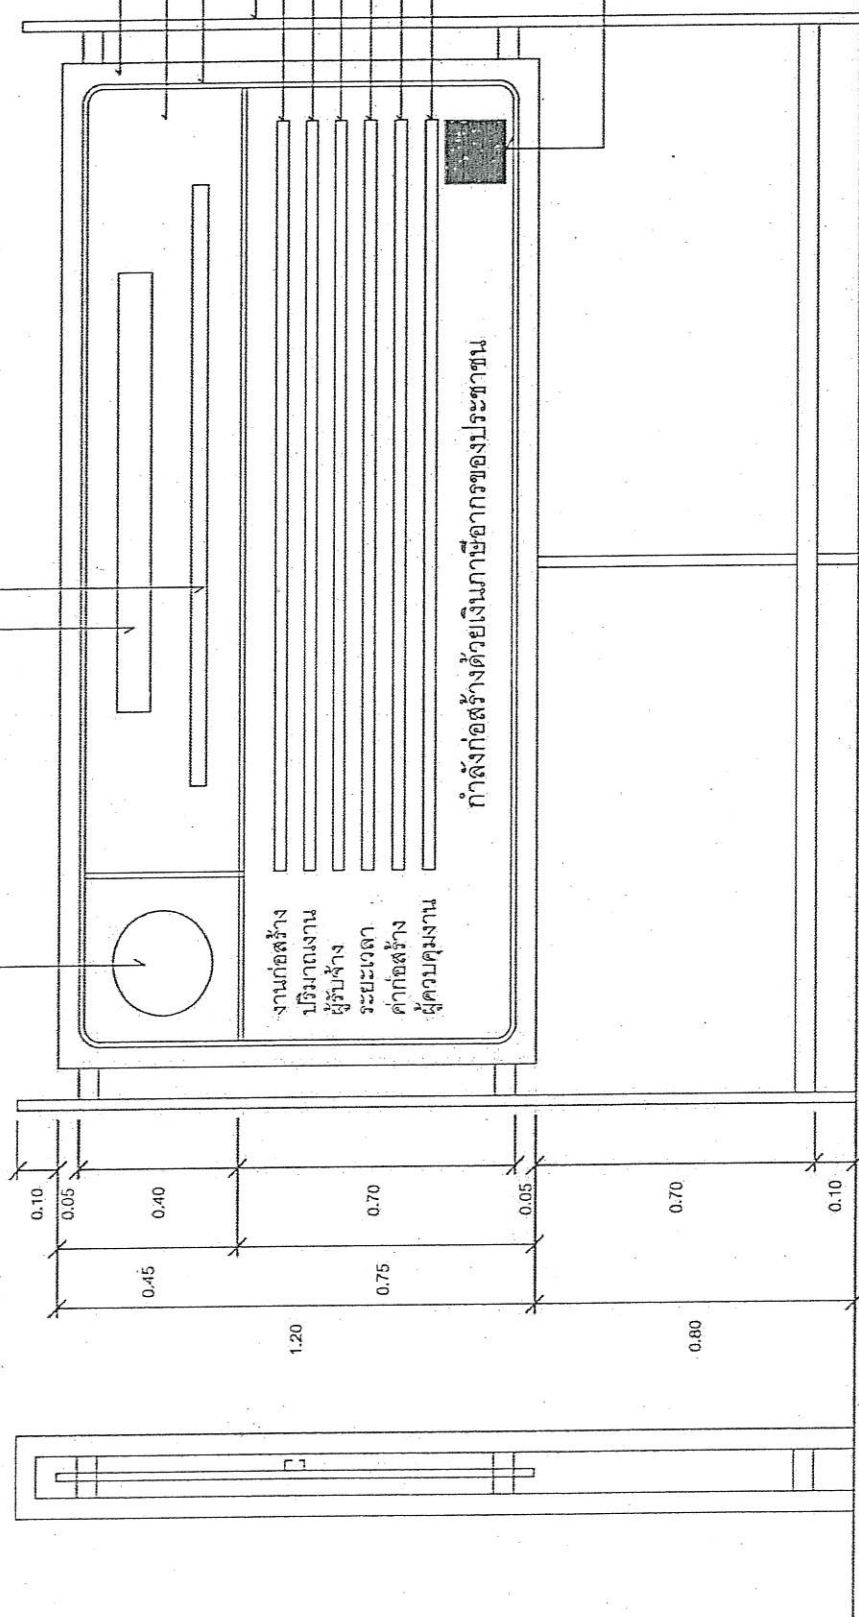 งานก่อสร้าง
ปริมาณงาน
ผู้รับจ้าง
ระยะเวลา
ค่าก่อสร้าง
ผู้ควบคุมงาน
กำลังก่อสร้างด้วยเงินภาษีอากรของประชาชน
0.10
0.05
0.40
0.70
0.05
0.70
0.10
0.45
0.75
1.20
0.80